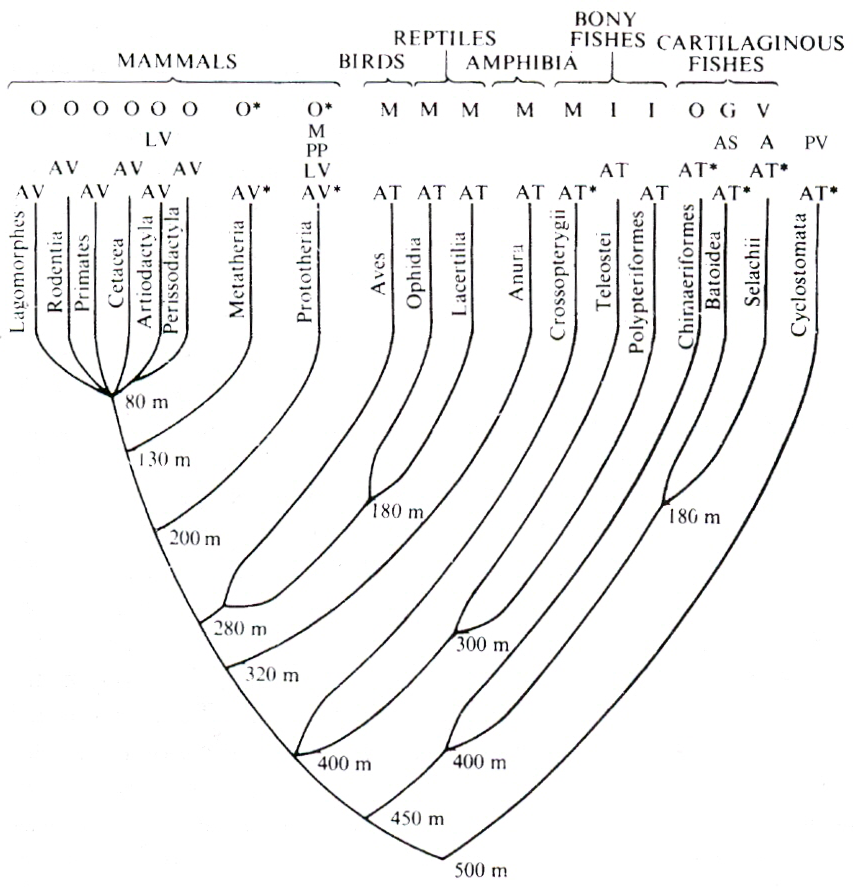 BONY
REPTILES FISHES CARTILAGINOUS
MAMMALS BIRDS AMPHIBIA FISHES
O O O O O O O* O* M M M M M I I O G V
LV M AS A PV
PP
AV AV AV LV AT AT* AT*
AV AV AV AV* AV* AT AT AT AT AT* AT AT* AT*
Lagomorphes
Rodentia
Primates
Cetacea
Artiodactyla
Perissodactyla
Metatheria
Prototheria
Aves
Ophidia
Lacertilia
Anura
Crossopterygii
Teleostei
Polypteriformes
Chimaeriformes
Batoidea
Selachii
Cyclostomata
80 m
130 m
180 m
180 m
200 m
280 m
300 m
320 m
400 m
400 m
450 m
500 m